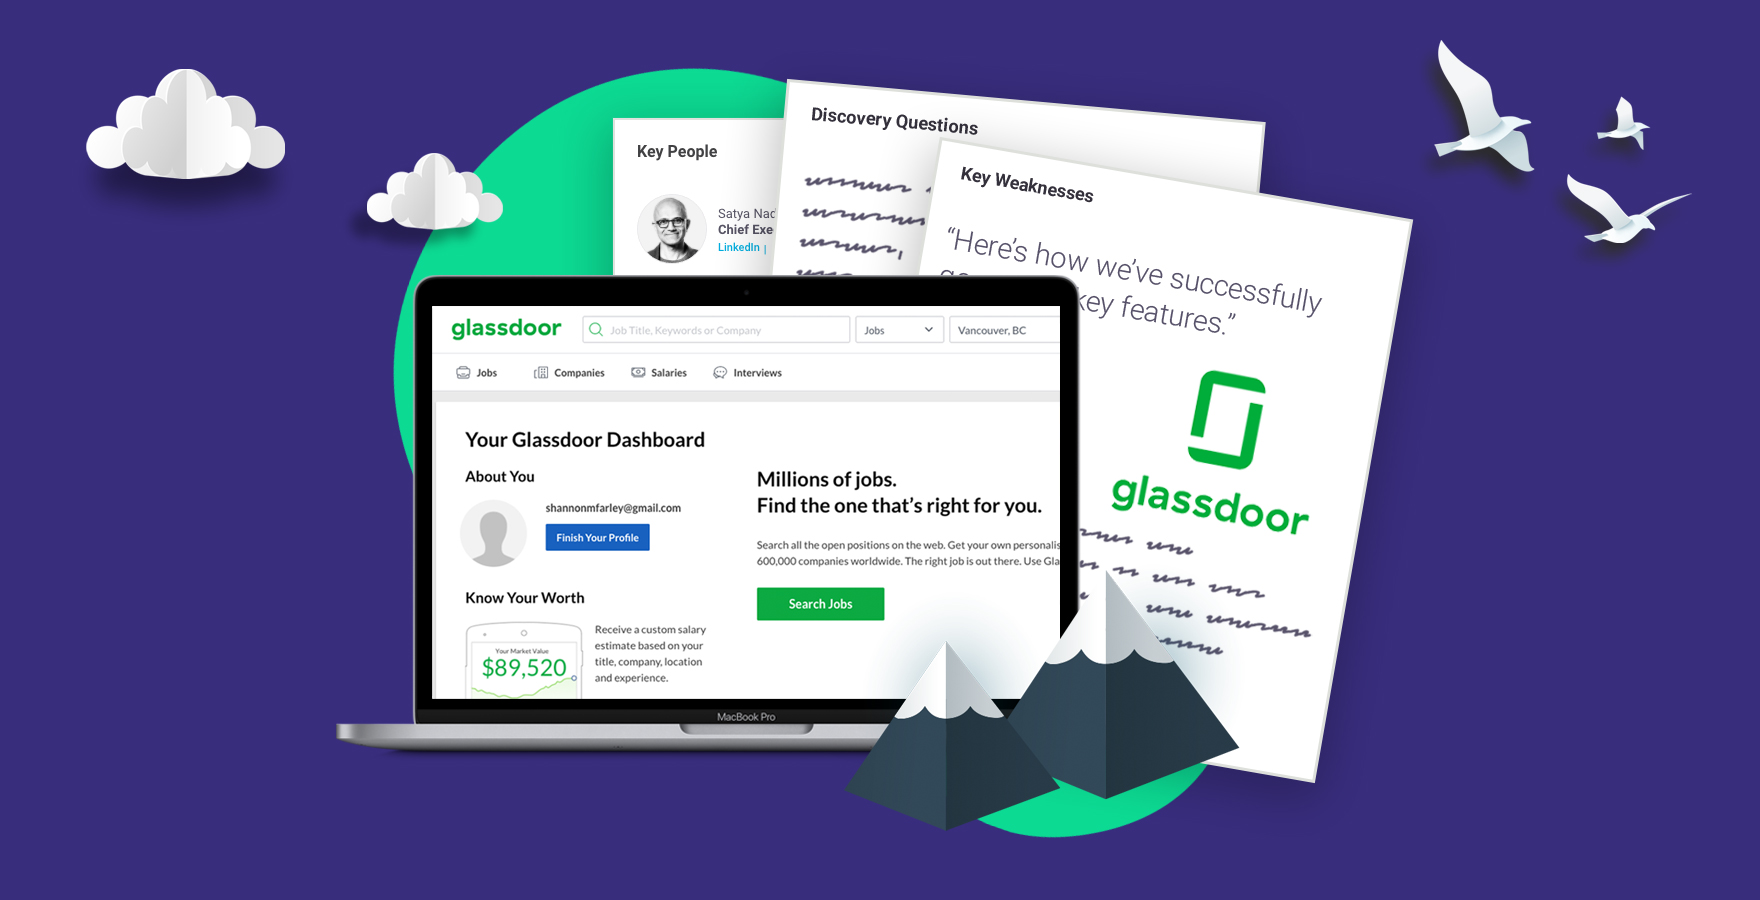 Key People
Satya
Chief
LinkedIn |
Discovery Questions
Key Weaknesses
“Here’s how we’ve successfully
key features.”
glassdoor
glassdoor
Job Title, Keywords or Company
Jobs
Vancouver, BC
Jobs
Companies
Salaries
Interviews
Your Glassdoor Dashboard
About You
shannonmfarley@gmail.com
Finish Your Profile
Know Your Worth
Your Market Value
$89,520
Receive a custom salary
estimate based on your
title, company, location
and experience.
Millions of jobs.
Find the one that’s right for you.
Search all the open positions on the web. Get your own
600,000 companies worldwide. The right job is out there. Use
Search Jobs
MacBook Pro